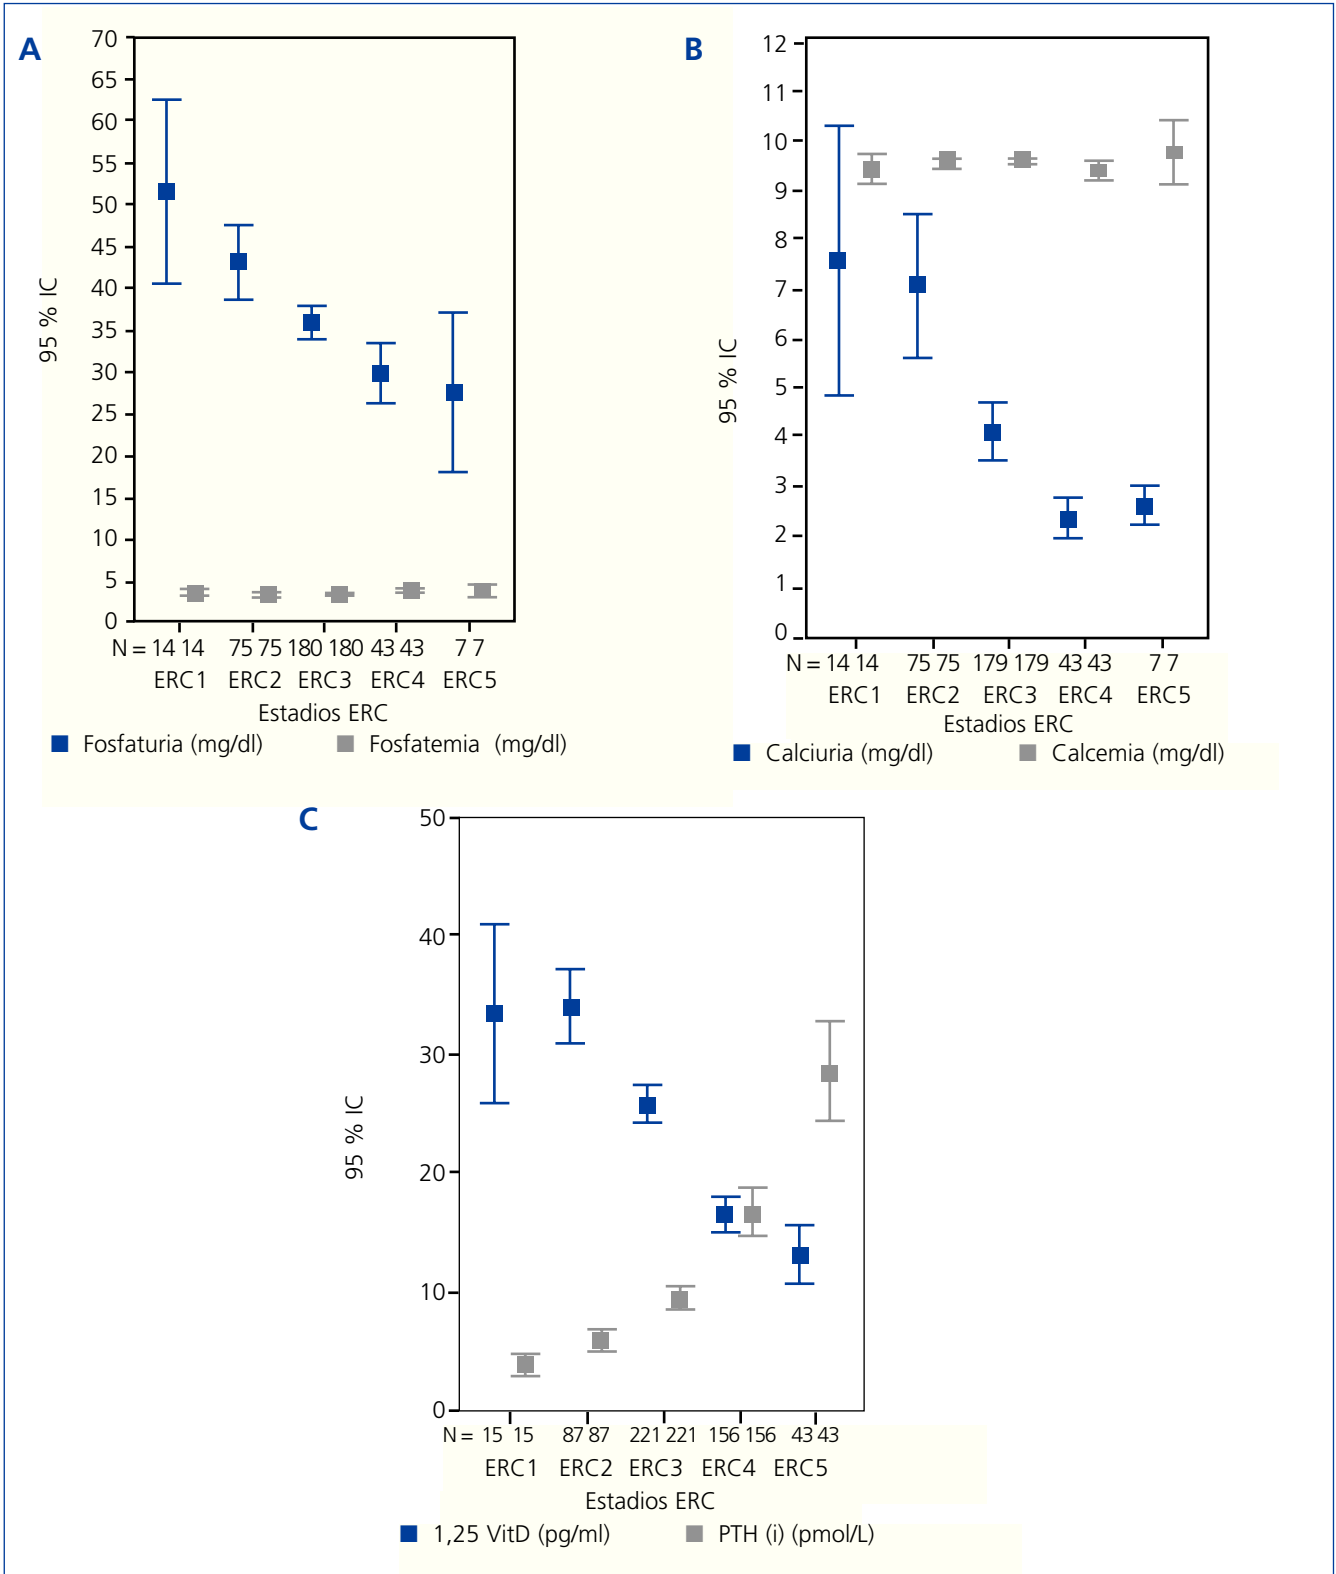 A
70
65
60
55
50
45
40
35
30
25
20
15
10
5
0
95 % IC
N = 14 14 75 75 180 180 43 43 7 7
ERC1 ERC2 ERC3 ERC4 ERC5
Estadios ERC
Fosfaturia (mg/dl) Fosfatemia (mg/dl)
B
12
11
10
9
8
7
6
5
4
3
2
1
0
95 % IC
N = 14 14 75 75 179 179 43 43 7 7
ERC1 ERC2 ERC3 ERC4 ERC5
Estadios ERC
Calciuria (mg/dl) Calcemia (mg/dl)
C
50
40
30
20
10
0
95 % IC
N = 15 15 87 87 221 221 156 156 43 43
ERC1 ERC2 ERC3 ERC4 ERC5
Estadios ERC
1,25 VitD (pg/ml) PTH (i) (pmol/L)